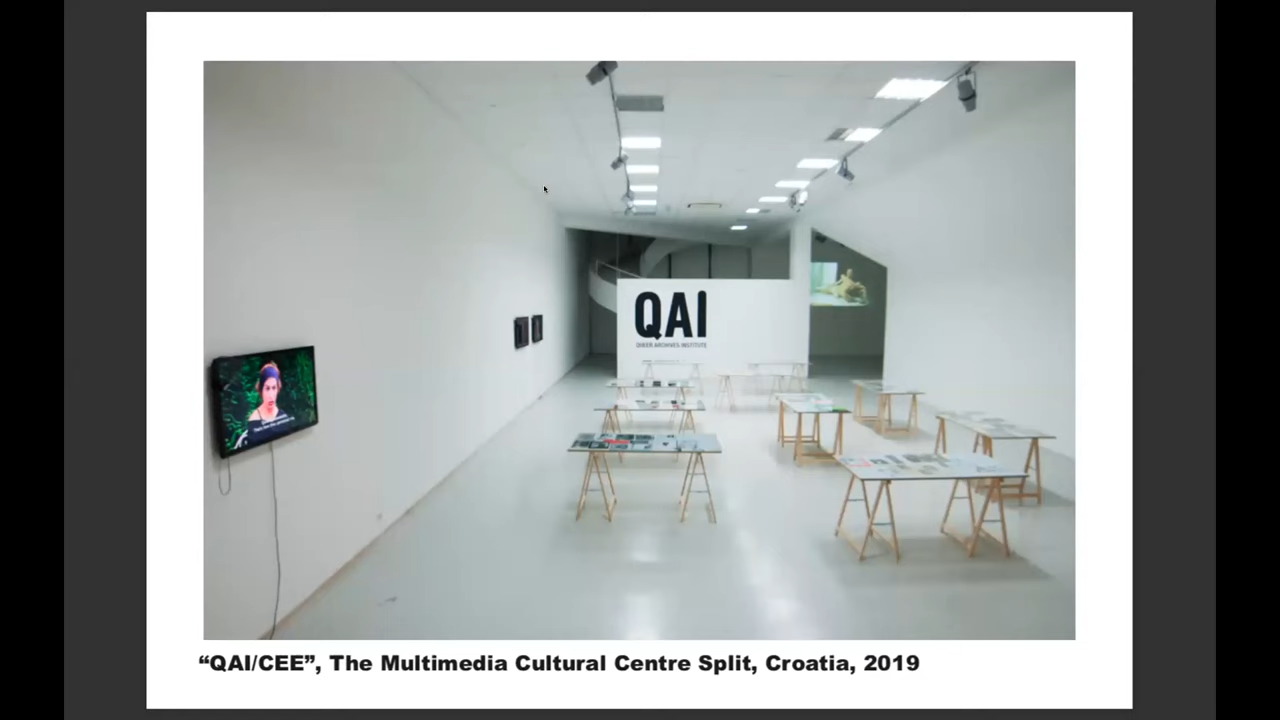 QAI
QUEER ARCHIVES INSTITUTE
“QAI/CEE”, The Multimedia Cultural Centre Split, Croatia, 2019